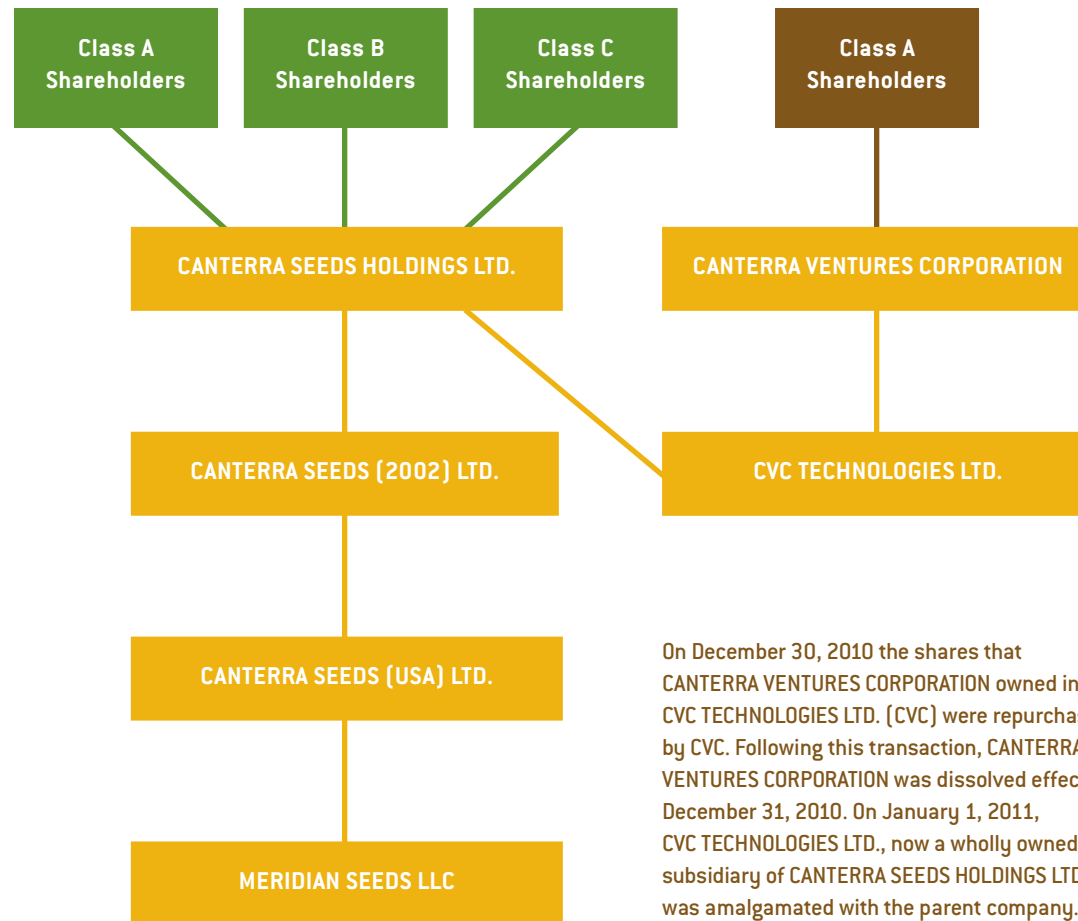 Class A
Shareholders
Class B
Shareholders
Class C
Shareholders
Class A
Shareholders
CANTERRA SEEDS HOLDINGS LTD.
CANTERRA VENTURES CORPORATION
CANTERRA SEEDS (2002) LTD.
CVC TECHNOLOGIES LTD.
CANTERRA SEEDS (USA) LTD.
MERIDIAN SEEDS LLC
On December 30, 2010 the shares that
CANTERRA VENTURES CORPORATION owned in
CVC TECHNOLOGIES LTD. (CVC) were
by CVC. Following this transaction, CANTERRA
VENTURES CORPORATION was dissolved
December 31, 2010. On January 1, 2011,
CVC TECHNOLOGIES LTD., now a wholly owned
subsidiary of CANTERRA SEEDS HOLDINGS LTD
was amalgamated with the parent company.